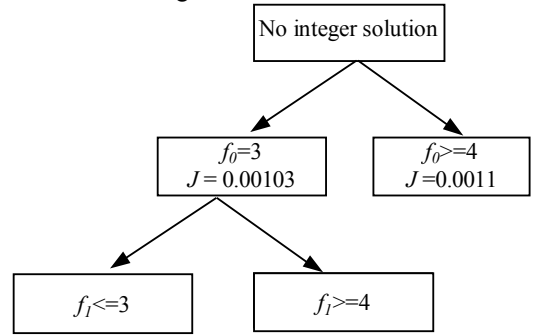 No integer solution
f0=3
J = 0.00103
f0>=4
J =0.0011
f1<=3
f1>=4